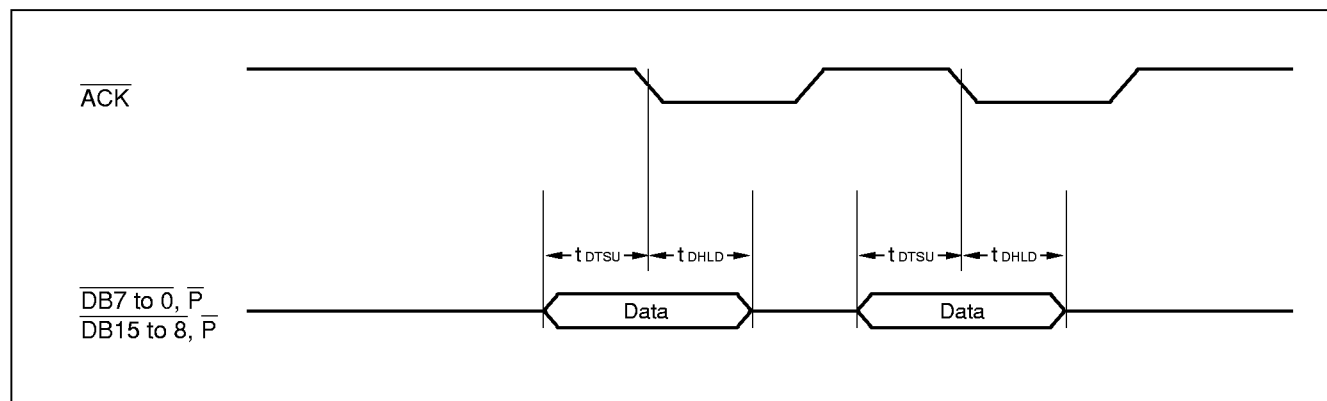 ACK
t DTSU
t DHLD
t DTSU
t DHLD
DB7 to 0, P
DB15 to 8, P
Data
Data